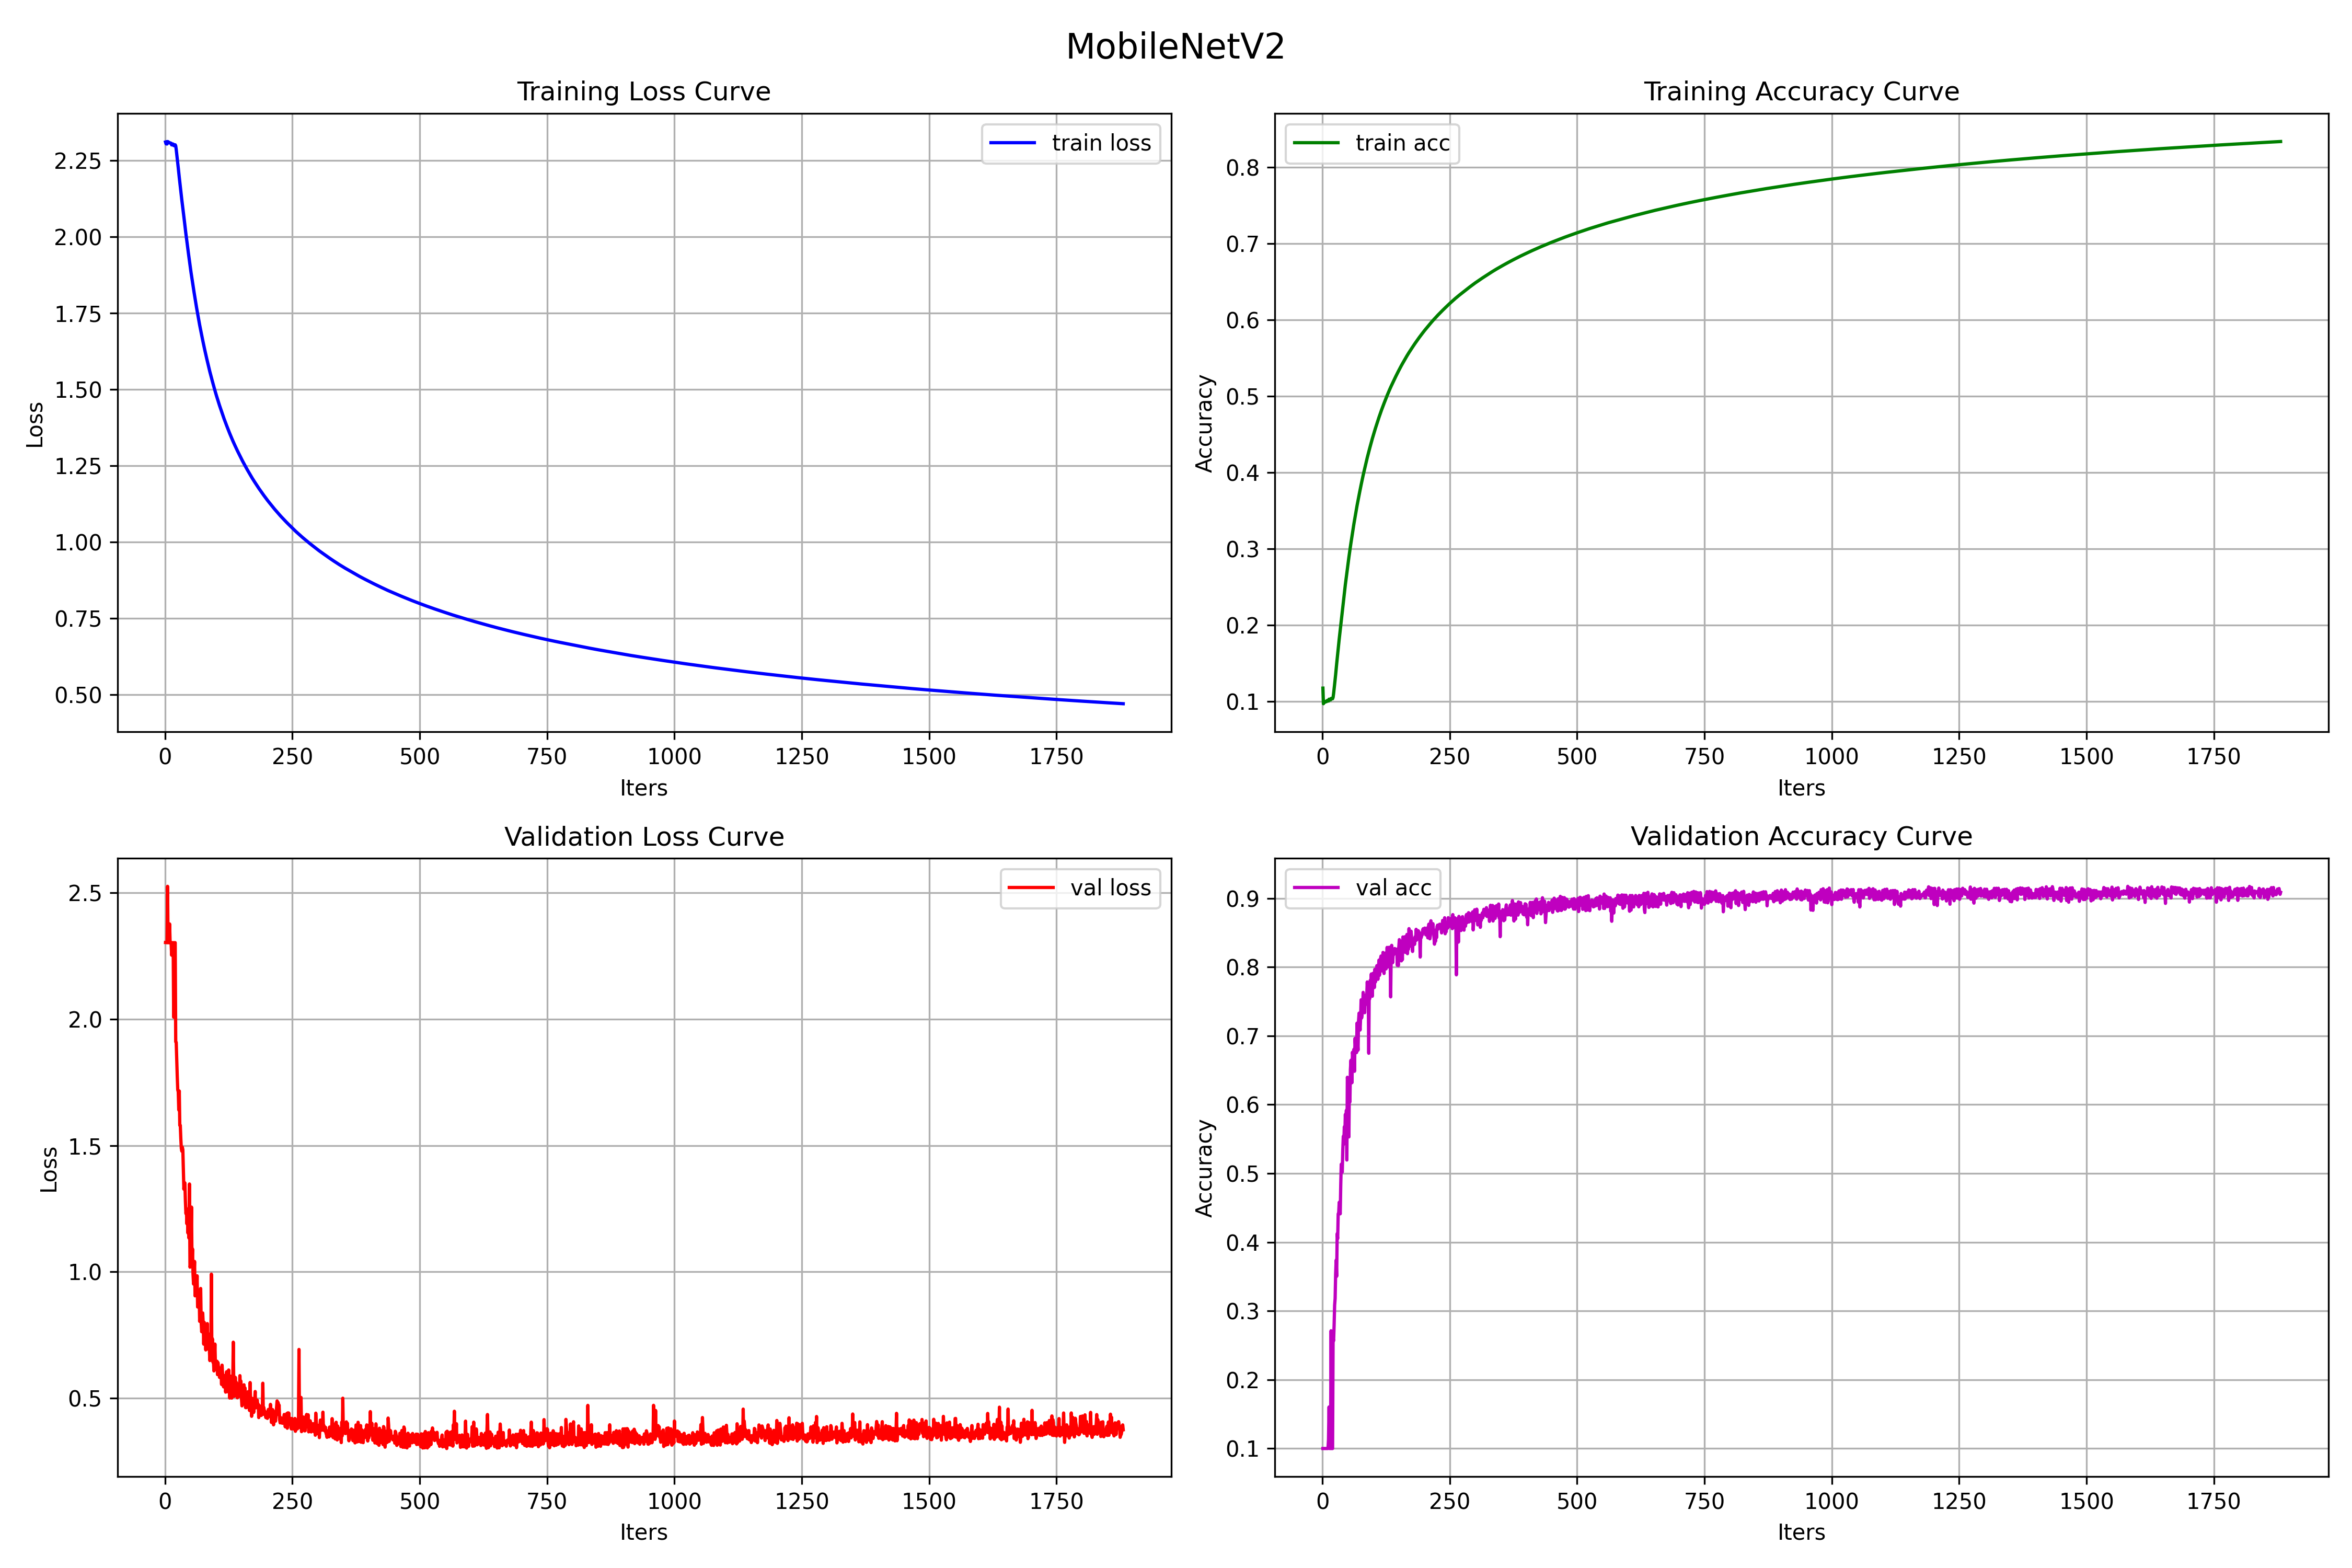 MobileNetV2
Training Loss Curve
train loss
2.25
2.00
1.75
1.50
1.25
1.00
0.75
0.50
Loss
0 250 500 750 1000 1250 1500 1750
Iters
Training Accuracy Curve
train acc
0.8
0.7
0.6
0.5
0.4
0.3
0.2
0.1
Accuracy
0 250 500 750 1000 1250 1500 1750
Iters
Validation Loss Curve
val loss
2.5
2.0
1.5
1.0
0.5
Loss
0 250 500 750 1000 1250 1500 1750
Iters
Validation Accuracy Curve
val acc
0.9
0.8
0.7
0.6
0.5
0.4
0.3
0.2
0.1
Accuracy
0 250 500 750 1000 1250 1500 1750
Iters